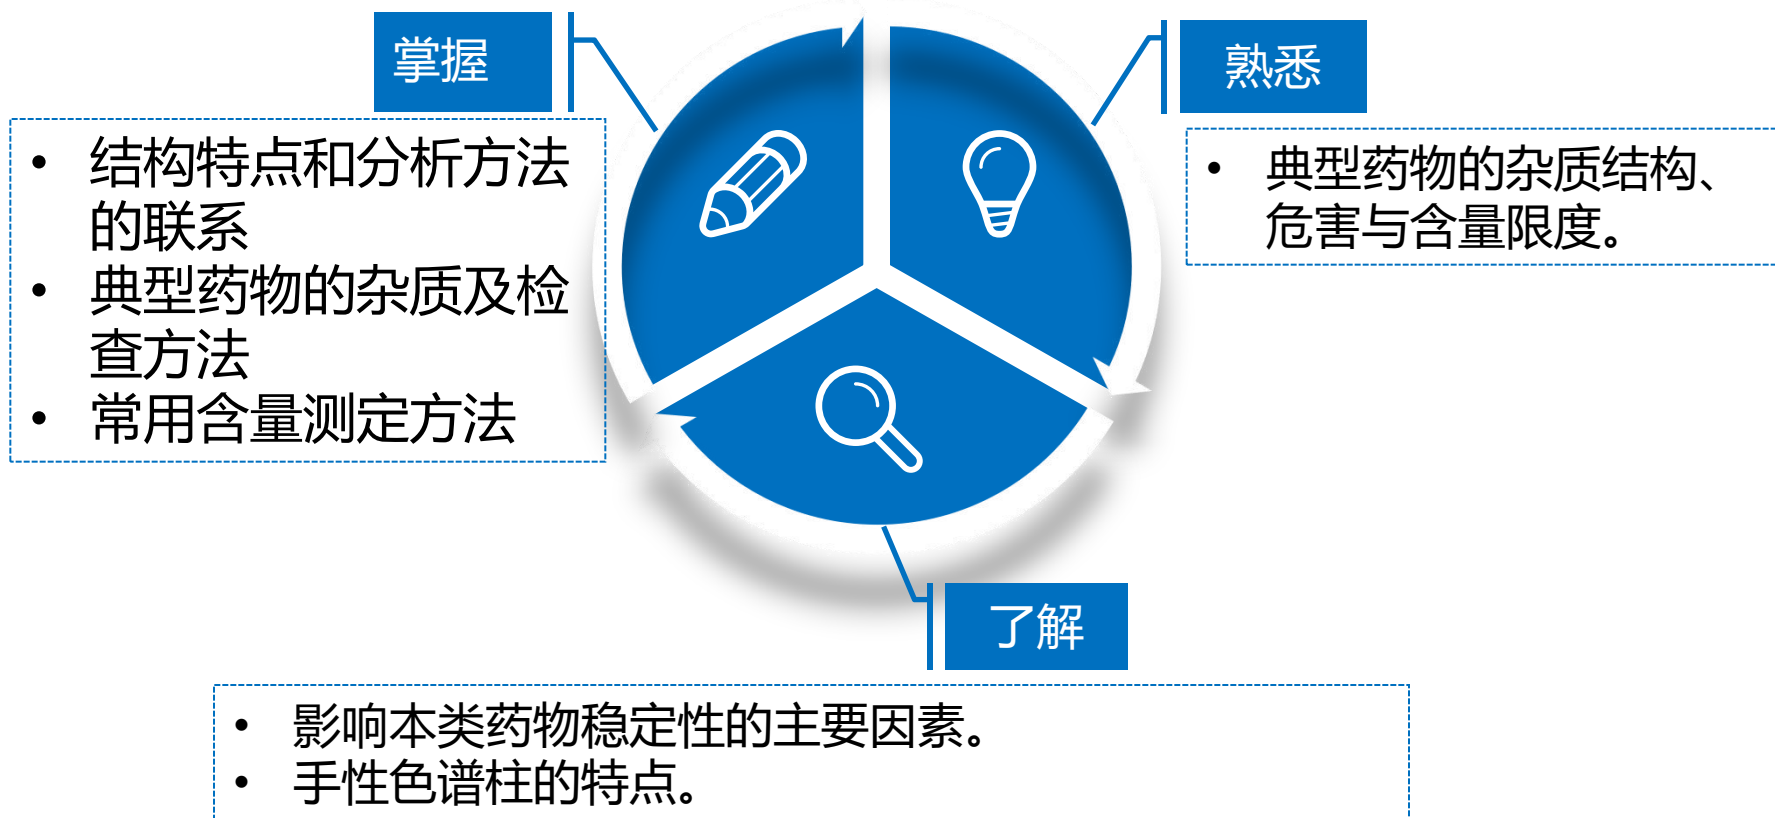 掌握
• 结构特点和分析方法
的联系
• 典型药物的杂质及检
查方法
• 常用含量测定方法
熟悉
• 典型药物的杂质结构、
危害与含量限度。
了解
• 影响本类药物稳定性的主要因素。
• 手性色谱柱的特点。